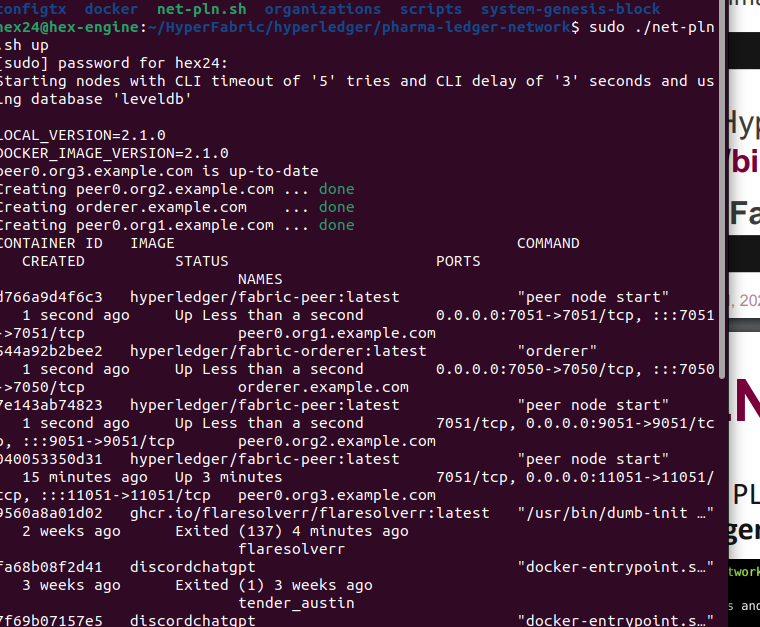 configtx  docker  net-pln.sh  organizations  scripts  system-genesis-block
hex24@hex-engine:~/HyperFabric/hyperledger/pharma-ledger-network$ sudo ./net-pln
.sh up
[sudo] password for hex24:
Starting nodes with CLI timeout of '5' tries and CLI delay of '3' seconds and us
ing database 'leveldb'
LOCAL_VERSION=2.1.0
DOCKER_IMAGE_VERSION=2.1.0
peer0.org3.example.com is up-to-date
Creating peer0.org2.example.com ... done
Creating orderer.example.com    ... done
Creating peer0.org1.example.com ... done
CONTAINER ID   IMAGE                                      COMMAND
   CREATED          STATUS                       PORTS
                           NAMES
d766a9d4f6c3   hyperledger/fabric-peer:latest             "peer node start"
   1 second ago     Up Less than a second        0.0.0.0:7051->7051/tcp, :::7051
->7051/tcp                 peer0.org1.example.com
544a92b2bee2   hyperledger/fabric-orderer:latest          "orderer"
   1 second ago     Up Less than a second        0.0.0.0:7050->7050/tcp, :::7050
->7050/tcp                 orderer.example.com
7e143ab74823   hyperledger/fabric-peer:latest             "peer node start"
   1 second ago     Up Less than a second        7051/tcp, 0.0.0.0:9051->9051/tc
p, :::9051->9051/tcp       peer0.org2.example.com
040053350d31   hyperledger/fabric-peer:latest             "peer node start"
   15 minutes ago   Up 3 minutes                 7051/tcp, 0.0.0.0:11051->11051/
tcp, :::11051->11051/tcp   peer0.org3.example.com
9560a8a01d02   ghcr.io/flaresolverr/flaresolverr:latest   "/usr/bin/dumb-init …"
   2 weeks ago      Exited (137) 4 minutes ago
                           flaresolverr
fa68b08f2d41   discordchatgpt                             "docker-entrypoint.s…"
   3 weeks ago      Exited (1) 3 weeks ago
                           tender_austin
7f69b07157e5   discordchatgpt                             "docker-entrypoint.s…"
Hyp
/bi
Fa
, 202
.N
PL
ger
twork
s and